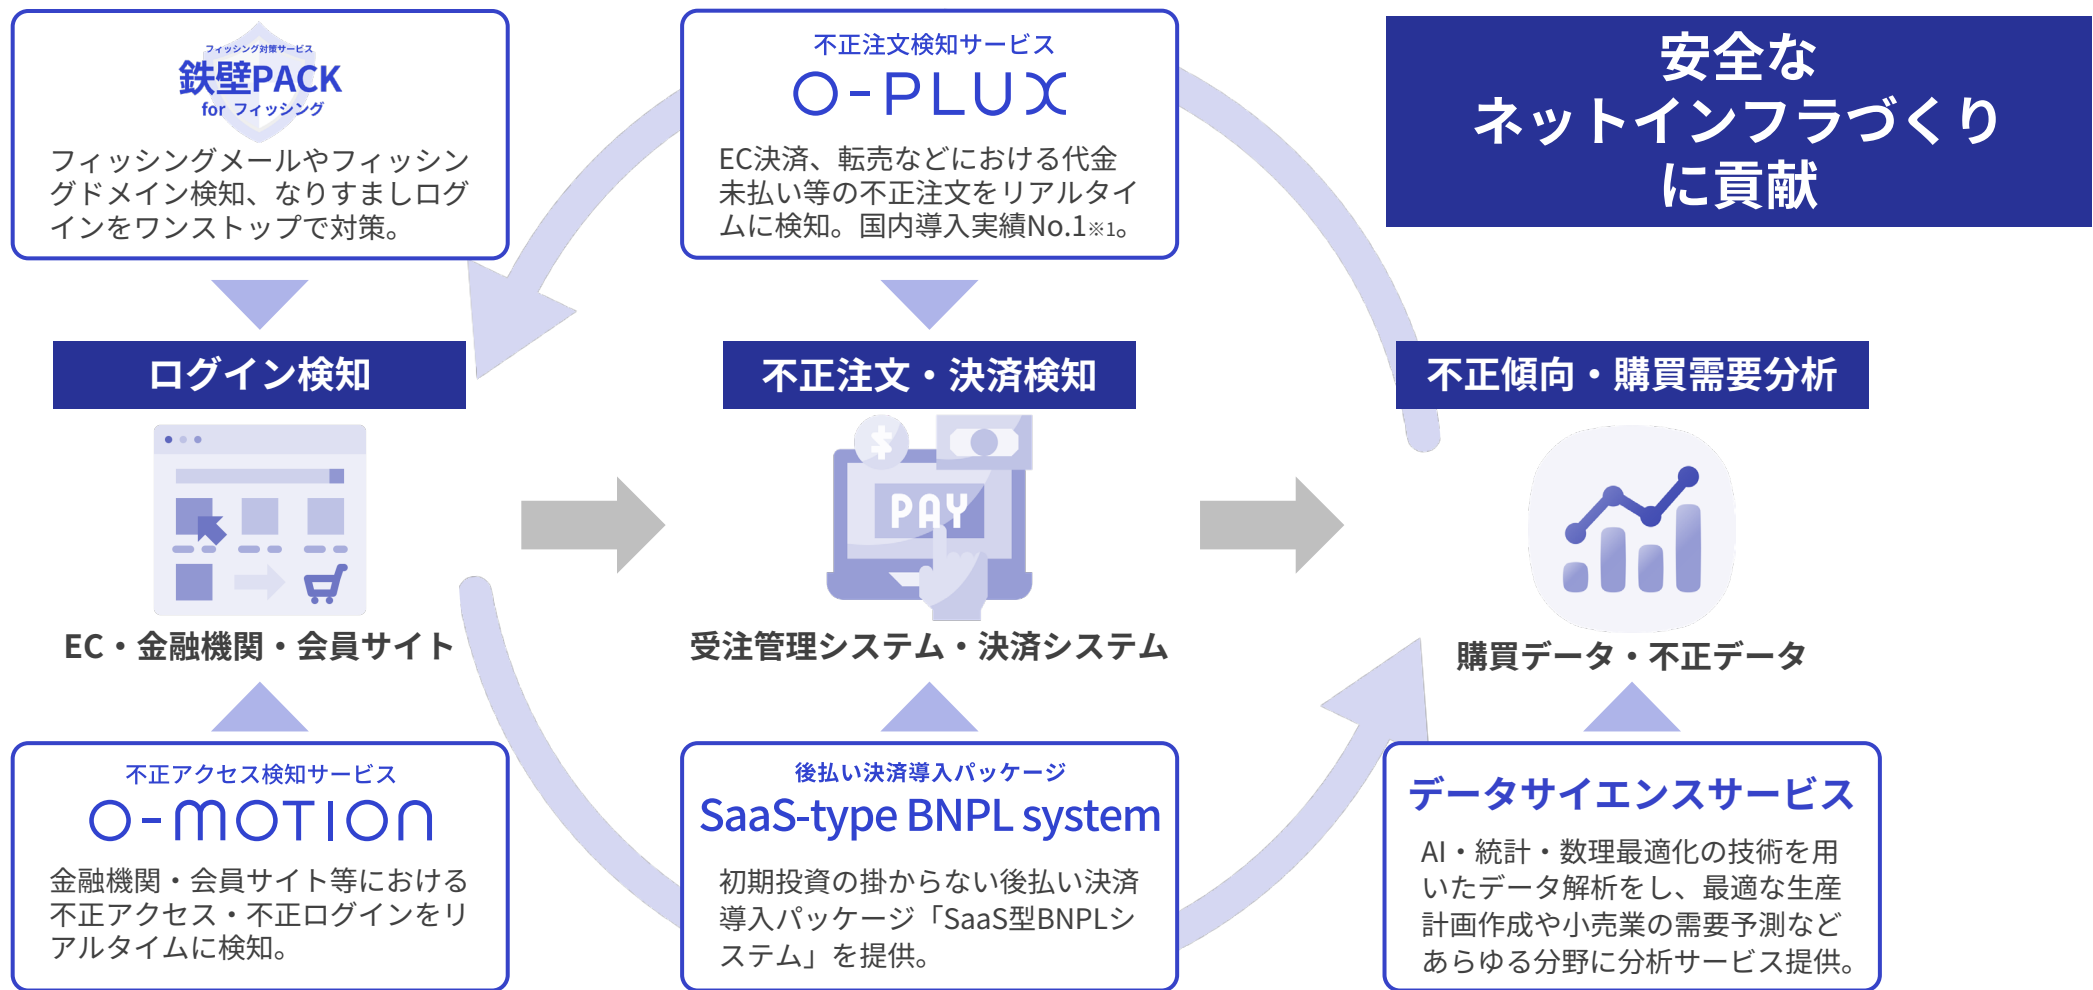 フィッシング対策サービス
鉄壁PACK
for フィッシング
フィッシングメールやフィッシン
グドメイン検知、なりすましログ
インをワンストップで対策。
不正注文検知サービス
O-PLUX
EC決済、転売などにおける代金
未払い等の不正注文をリアルタイ
ムに検知。国内導入実績No.1※1。
安全な
ネットインフラづくり
に貢献
ログイン検知
不正注文・決済検知
不正傾向・購買需要分析
PAY
EC・金融機関・会員サイト
受注管理システム・決済システム
購買データ・不正データ
不正アクセス検知サービス
O-MOTION
金融機関・会員サイト等における
不正アクセス・不正ログインをリ
アルタイムに検知。
後払い決済導入パッケージ
SaaS-type BNPL system
初期投資の掛からない後払い決済
導入パッケージ「SaaS型BNPLシ
ステム」を提供。
データサイエンスサービス
AI・統計・数理最適化の技術を用
いたデータ解析をし、最適な生産
計画作成や小売業の需要予測など
あらゆる分野に分析サービス提供。